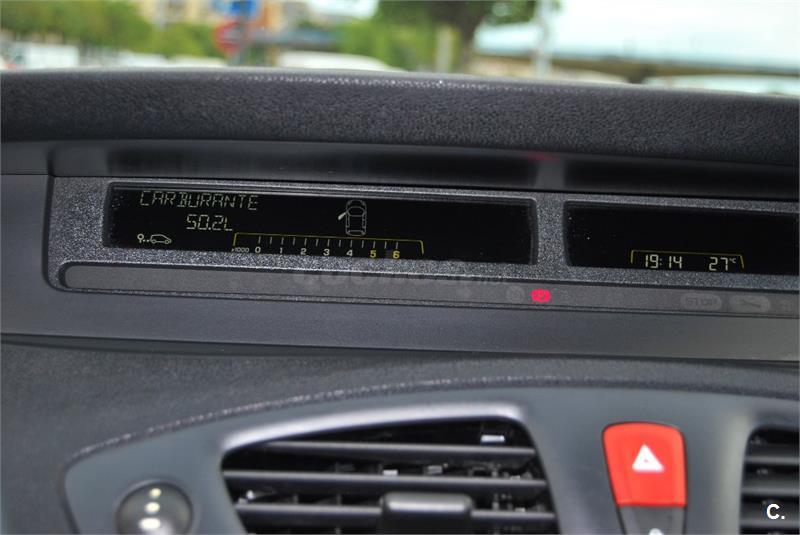 CARBURANTE
50.2L
x1000 0 1 2 3 4 5 6
19:14 27°C
STOP
C.